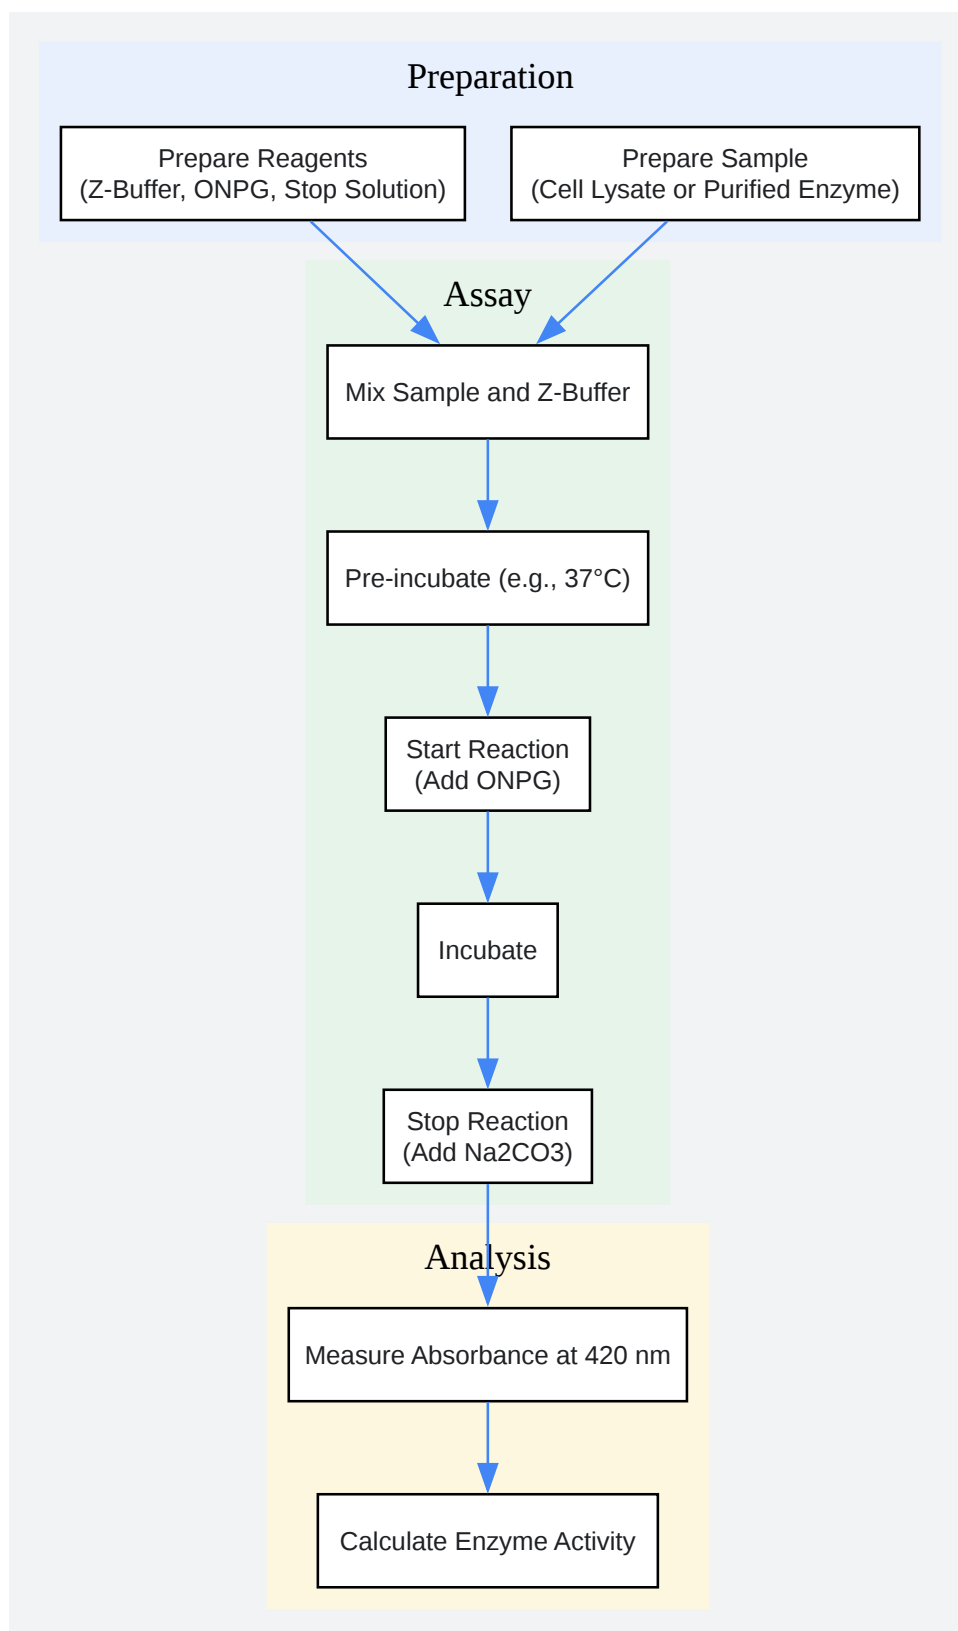 Preparation
Prepare Reagents
(Z-Buffer, ONPG, Stop Solution)
Prepare Sample
(Cell Lysate or Purified Enzyme)
Assay
Mix Sample and Z-Buffer
Pre-incubate (e.g., 37°C)
Start Reaction
(Add ONPG)
Incubate
Stop Reaction
(Add Na2CO3)
Analysis
Measure Absorbance at 420 nm
Calculate Enzyme Activity